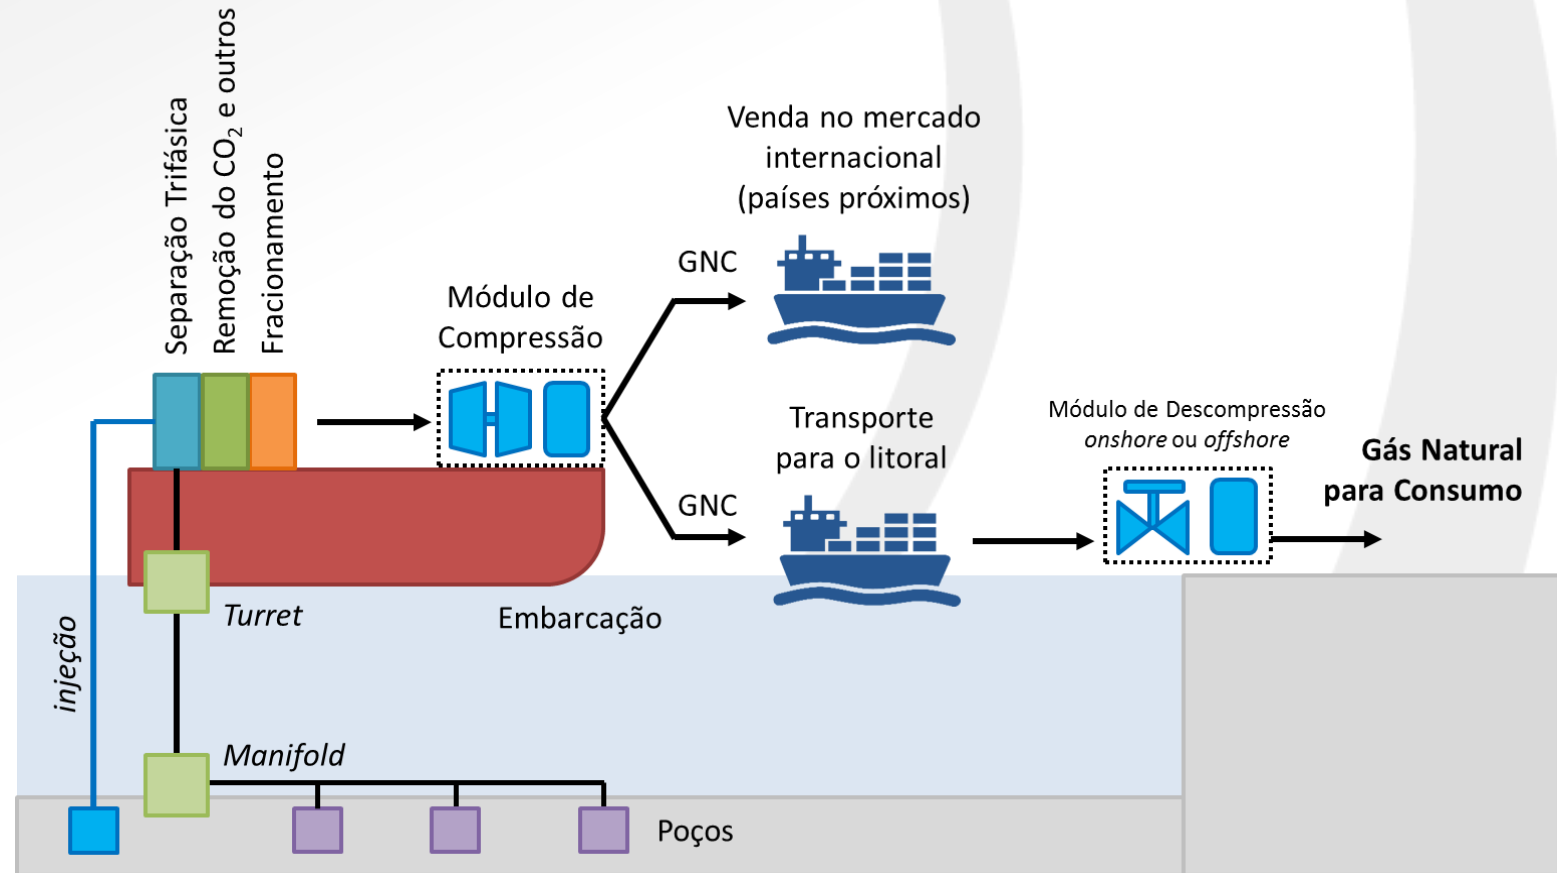 Separação Trifásica
Remoção do CO₂ e outros
Fracionamento
Venda no mercado
internacional
(países próximos)
GNC
Módulo de
Compressão
Transporte
para o litoral
GNC
Módulo de Descompressão
onshore ou offshore
Gás Natural
para Consumo
Turret
Embarcação
injeção
Manifold
Poços